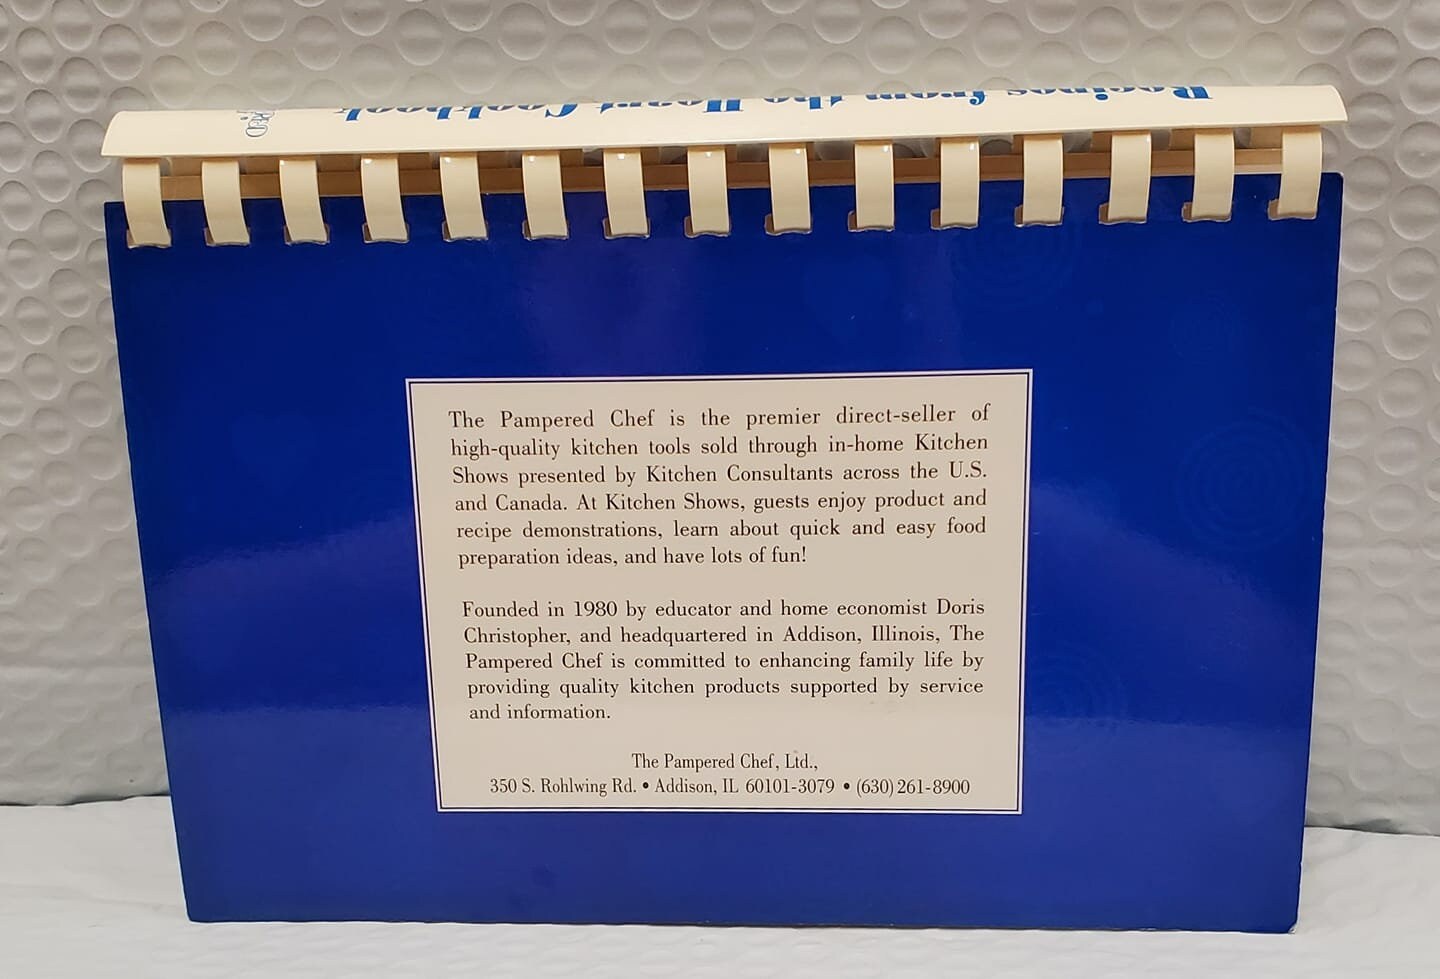 Recipes from the Heart Cookbook
The Pampered Chef is the premier direct-seller of
high-quality kitchen tools sold through in-home Kitchen
Shows presented by Kitchen Consultants across the U.S.
and Canada. At Kitchen Shows, guests enjoy product and
recipe demonstrations, learn about quick and easy food
preparation ideas, and have lots of fun!
Founded in 1980 by educator and home economist Doris
Christopher, and headquartered in Addison, Illinois, The
Pampered Chef is committed to enhancing family life by
providing quality kitchen products supported by service
and information.
The Pampered Chef, Ltd.,
350 S. Rohlwing Rd. • Addison, IL 60101-3079 • (630) 261-8900